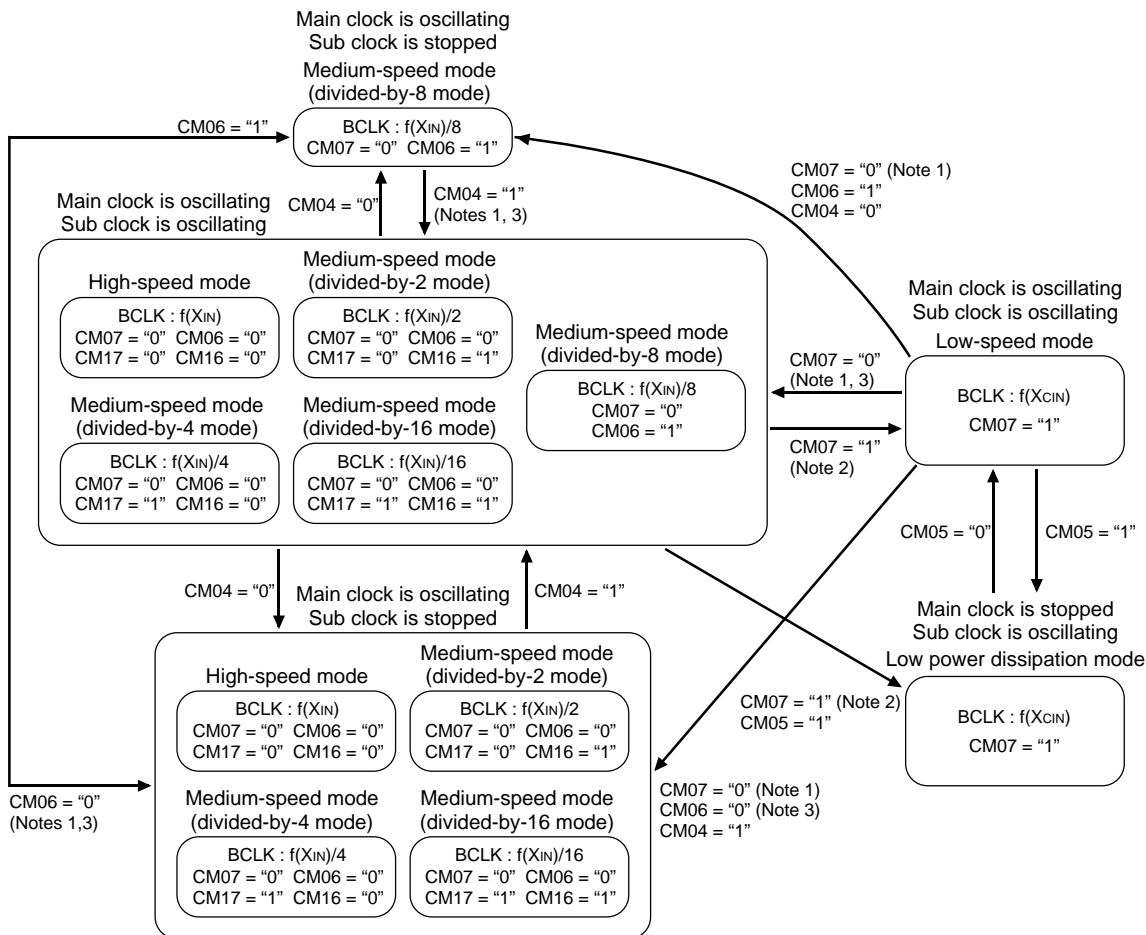 Main clock is oscillating
Sub clock is stopped
Medium-speed mode
(divided-by-8 mode)
BCLK : f(XIN)/8
CM07 = “0” CM06 = “1”
CM06 = “1”
CM04 = “0”
CM04 = “1”
(Notes 1, 3)
CM07 = “0” (Note 1)
CM06 = “1”
CM04 = “0”
Main clock is oscillating
Sub clock is oscillating
High-speed mode
BCLK : f(XIN)
CM07 = “0” CM06 = “0”
CM17 = “0” CM16 = “0”
Medium-speed mode
(divided-by-2 mode)
BCLK : f(XIN)/2
CM07 = “0” CM06 = “0”
CM17 = “0” CM16 = “1”
Medium-speed mode
(divided-by-8 mode)
BCLK : f(XIN)/8
CM07 = “0”
CM06 = “1”
Medium-speed mode
(divided-by-4 mode)
BCLK : f(XIN)/4
CM07 = “0” CM06 = “0”
CM17 = “1” CM16 = “0”
Medium-speed mode
(divided-by-16 mode)
BCLK : f(XIN)/16
CM07 = “0” CM06 = “0”
CM17 = “1” CM16 = “1”
CM07 = “0”
(Note 1, 3)
CM07 = “1”
(Note 2)
Main clock is oscillating
Sub clock is oscillating
Low-speed mode
BCLK : f(XCIN)
CM07 = “1”
CM05 = “0”
CM05 = “1”
Main clock is stopped
Sub clock is oscillating
Low power dissipation mode
BCLK : f(XCIN)
CM07 = “1”
CM07 = “1” (Note 2)
CM05 = “1”
CM04 = “0”
CM04 = “1”
Main clock is oscillating
Sub clock is stopped
High-speed mode
BCLK : f(XIN)
CM07 = “0” CM06 = “0”
CM17 = “0” CM16 = “0”
Medium-speed mode
(divided-by-2 mode)
BCLK : f(XIN)/2
CM07 = “0” CM06 = “0”
CM17 = “0” CM16 = “1”
Medium-speed mode
(divided-by-4 mode)
BCLK : f(XIN)/4
CM07 = “0” CM06 = “0”
CM17 = “1” CM16 = “0”
Medium-speed mode
(divided-by-16 mode)
BCLK : f(XIN)/16
CM07 = “0” CM06 = “0”
CM17 = “1” CM16 = “1”
CM06 = “0”
(Notes 1,3)
CM07 = “0” (Note 1)
CM06 = “0” (Note 3)
CM04 = “1”